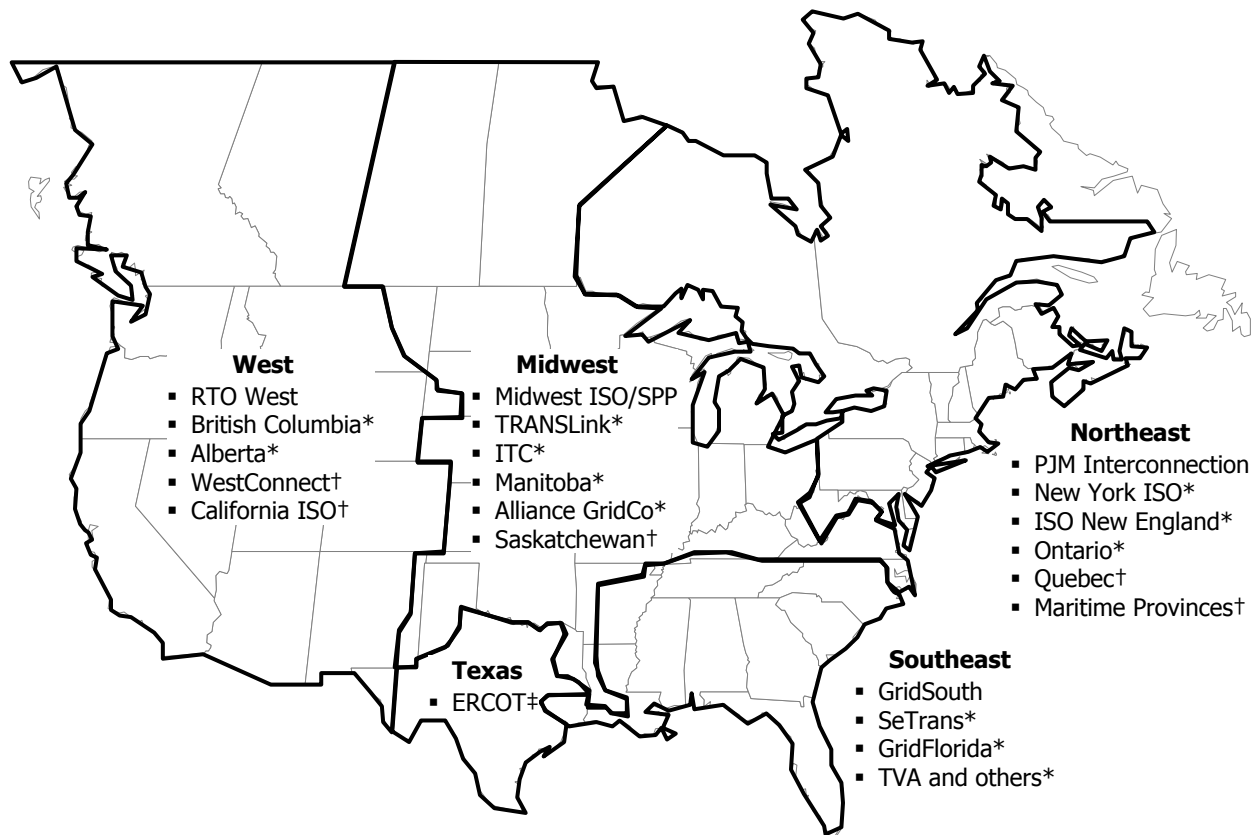 West
▪ RTO West
▪ British Columbia*
▪ Alberta*
▪ WestConnect†
▪ California ISO†
Midwest
▪ Midwest ISO/SPP
▪ TRANSLink*
▪ ITC*
▪ Manitoba*
▪ Alliance GridCo*
▪ Saskatchewan†
Northeast
▪ PJM Interconnection
▪ New York ISO*
▪ ISO New England*
▪ Ontario*
▪ Quebec†
▪ Maritime Provinces†
Texas
▪ ERCOT‡
Southeast
▪ GridSouth
▪ SeTrans*
▪ GridFlorida*
▪ TVA and others*